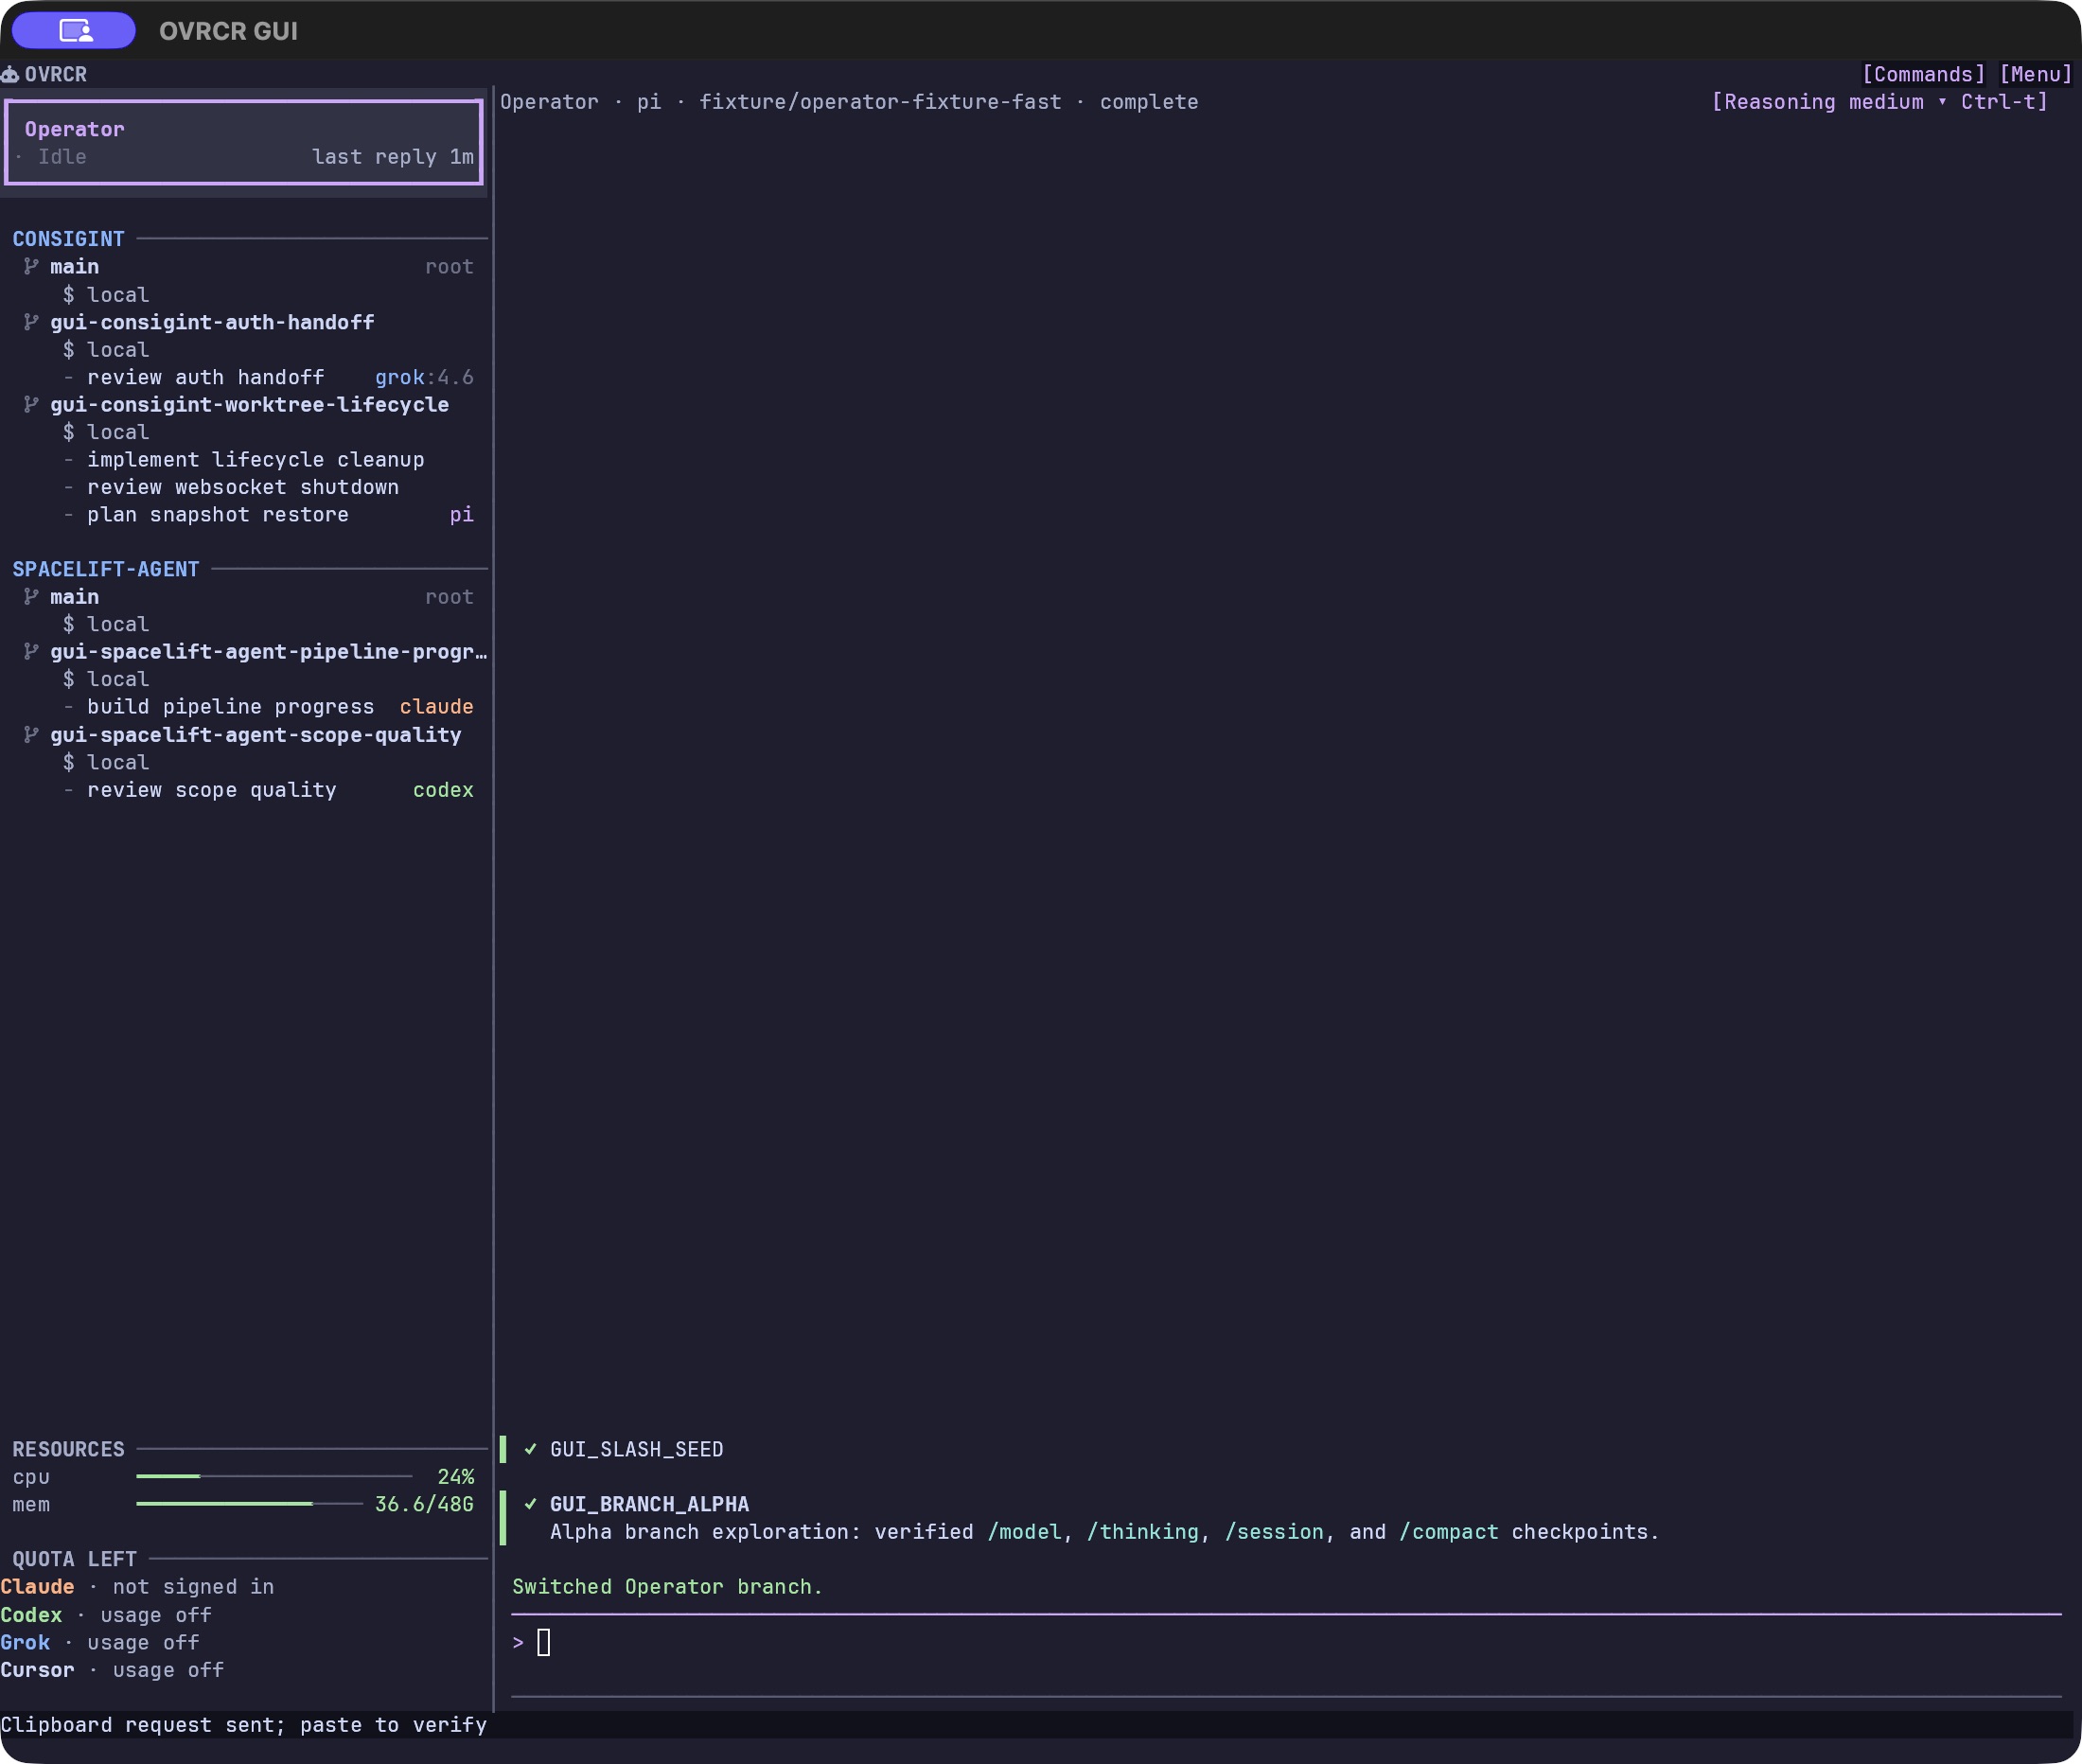 OVRCR GUI
OVRCR
[Commands] [Menu]
Operator · pi · fixture/operator-fixture-fast · complete
[Reasoning medium ▾ Ctrl-t]
Operator
· Idle last reply 1m
CONSIGINT
main root
$ local
gui-consigint-auth-handoff
$ local
- review auth handoff grok:4.6
gui-consigint-worktree-lifecycle
$ local
- implement lifecycle cleanup
- review websocket shutdown
- plan snapshot restore pi
SPACELIFT-AGENT
main root
$ local
gui-spacelift-agent-pipeline-progr…
$ local
- build pipeline progress claude
gui-spacelift-agent-scope-quality
$ local
- review scope quality codex
RESOURCES
cpu 24%
mem 36.6/48G
QUOTA LEFT
Claude · not signed in
Codex · usage off
Grok · usage off
Cursor · usage off
✓ GUI_SLASH_SEED
✓ GUI_BRANCH_ALPHA
Alpha branch exploration: verified /model, /thinking, /session, and /compact checkpoints.
Switched Operator branch.
>
Clipboard request sent; paste to verify